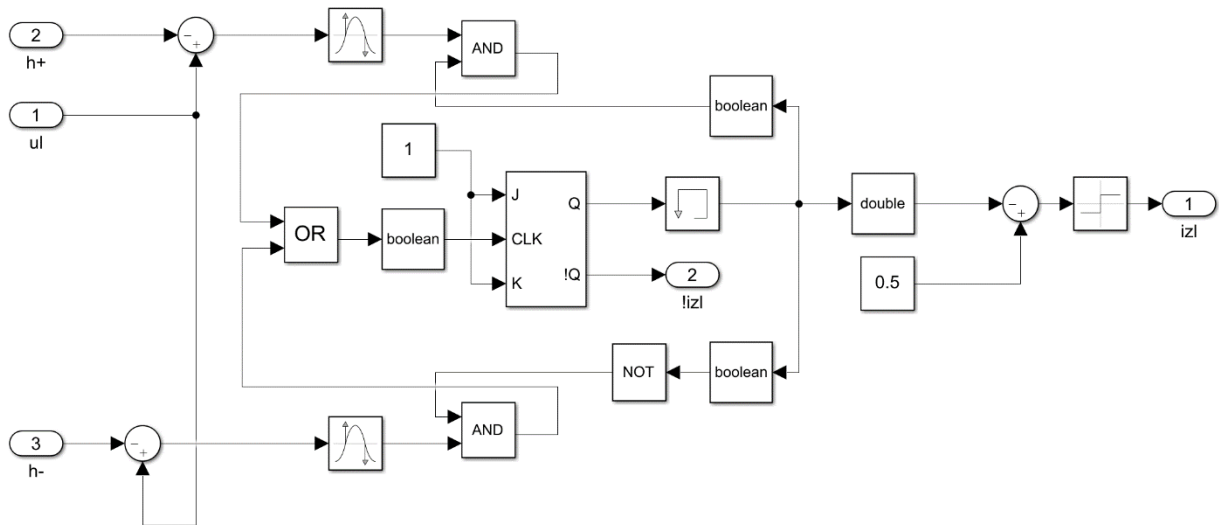 2
h+
-
+
AND
1
ul
boolean
1
J
Q
CLK
K
!Q
OR
boolean
2
!izl
double
-
+
1
izl
0.5
NOT
boolean
AND
3
h-
-
+